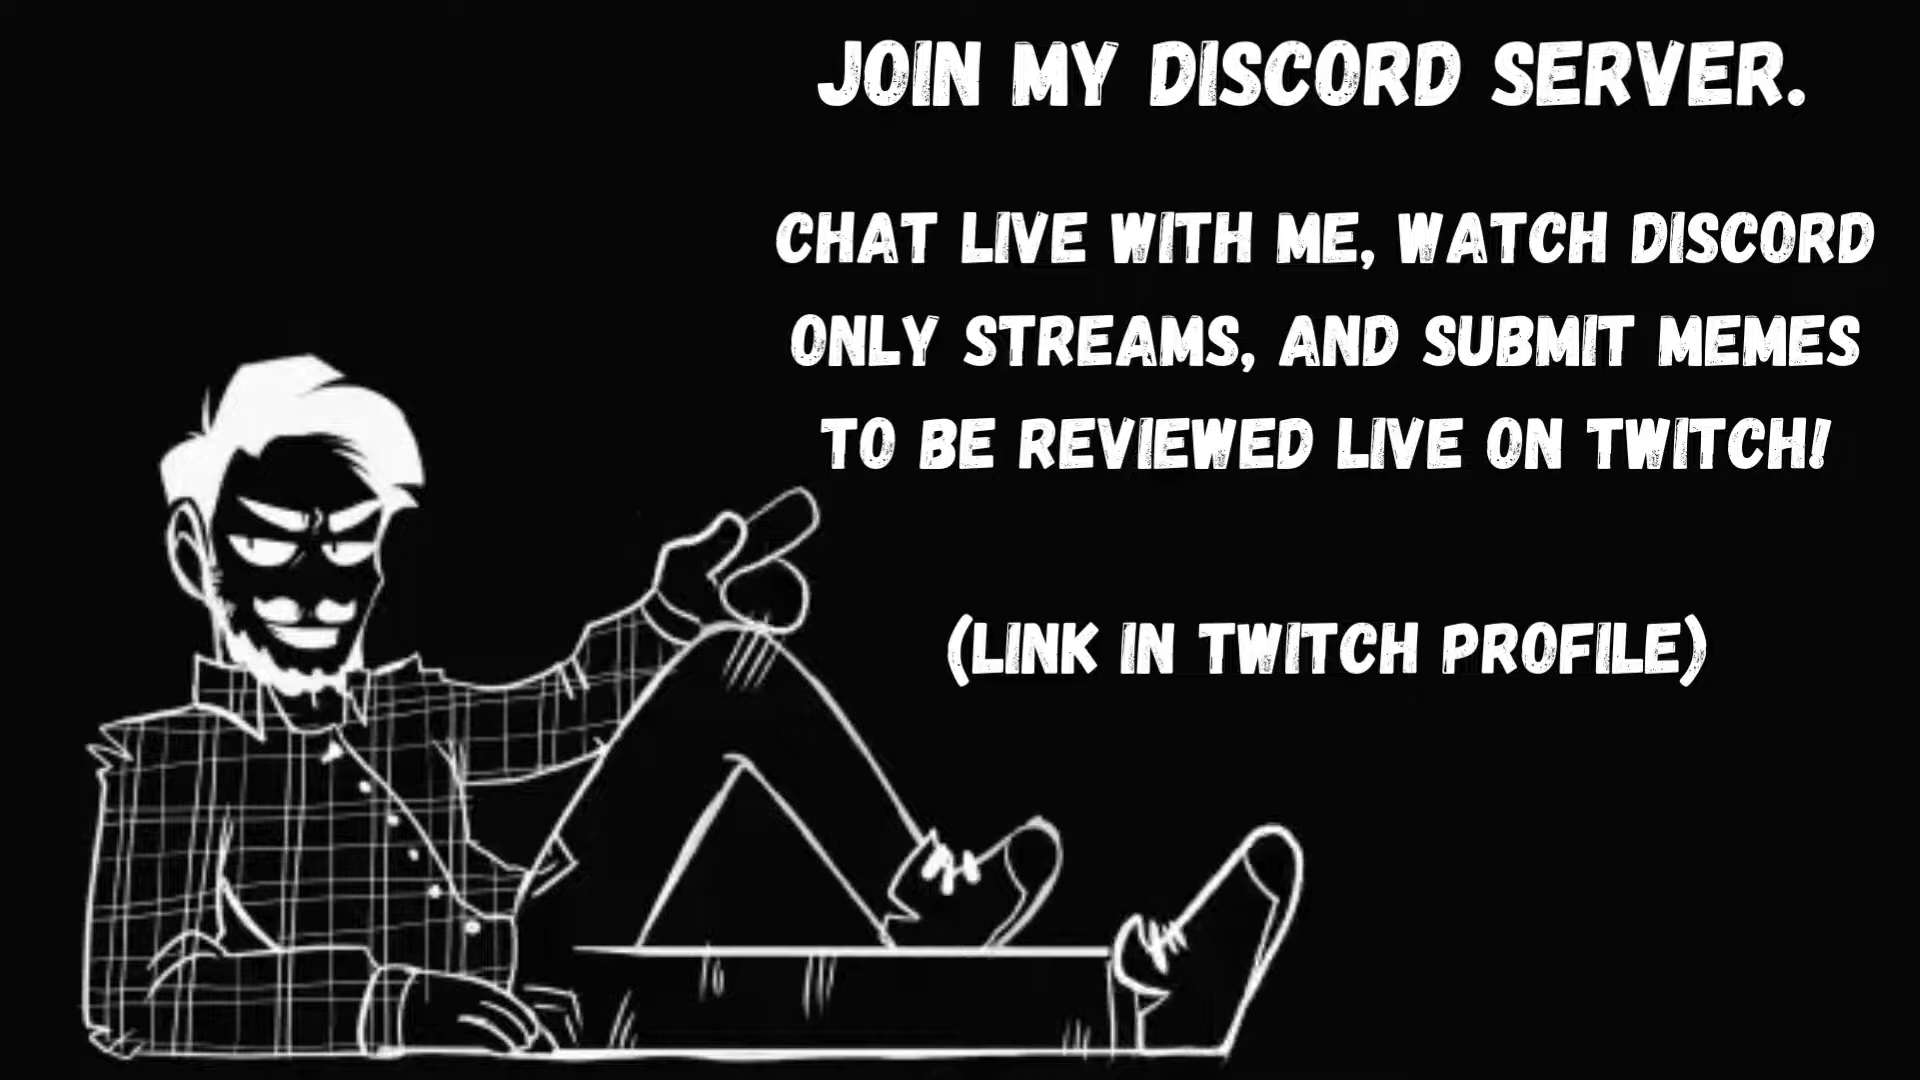 JOIN MY DISCORD SERVER.
CHAT LIVE WITH ME, WATCH DISCORD
ONLY STREAMS, AND SUBMIT MEMES
TO BE REVIEWED LIVE ON TWITCH!
(LINK IN TWITCH PROFILE)